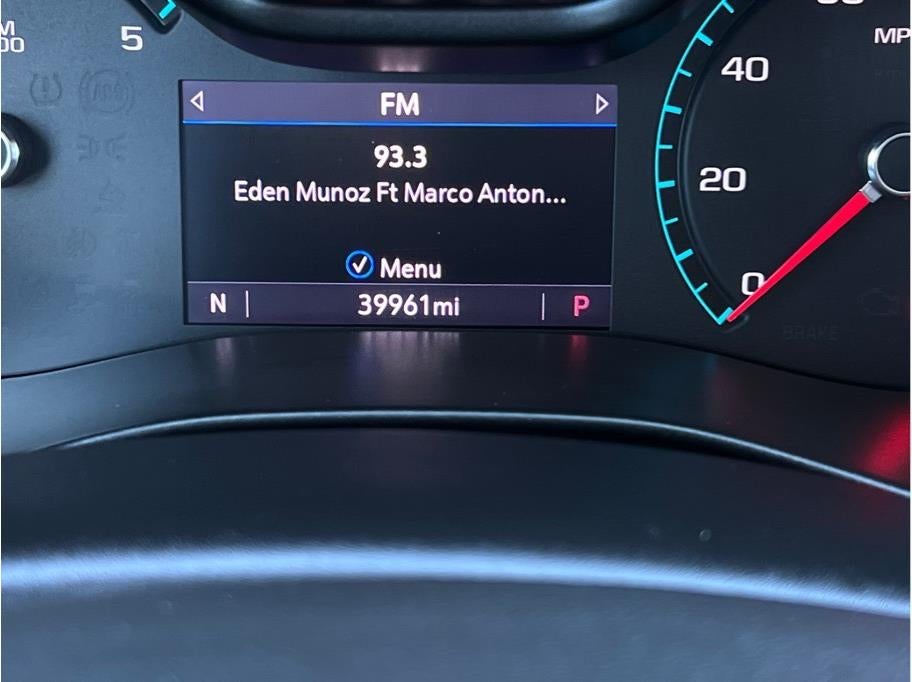 5
FM
93.3
Eden Munoz Ft Marco Anton...
Menu
N 39961mi P
40
20
0
MP
BRAKE